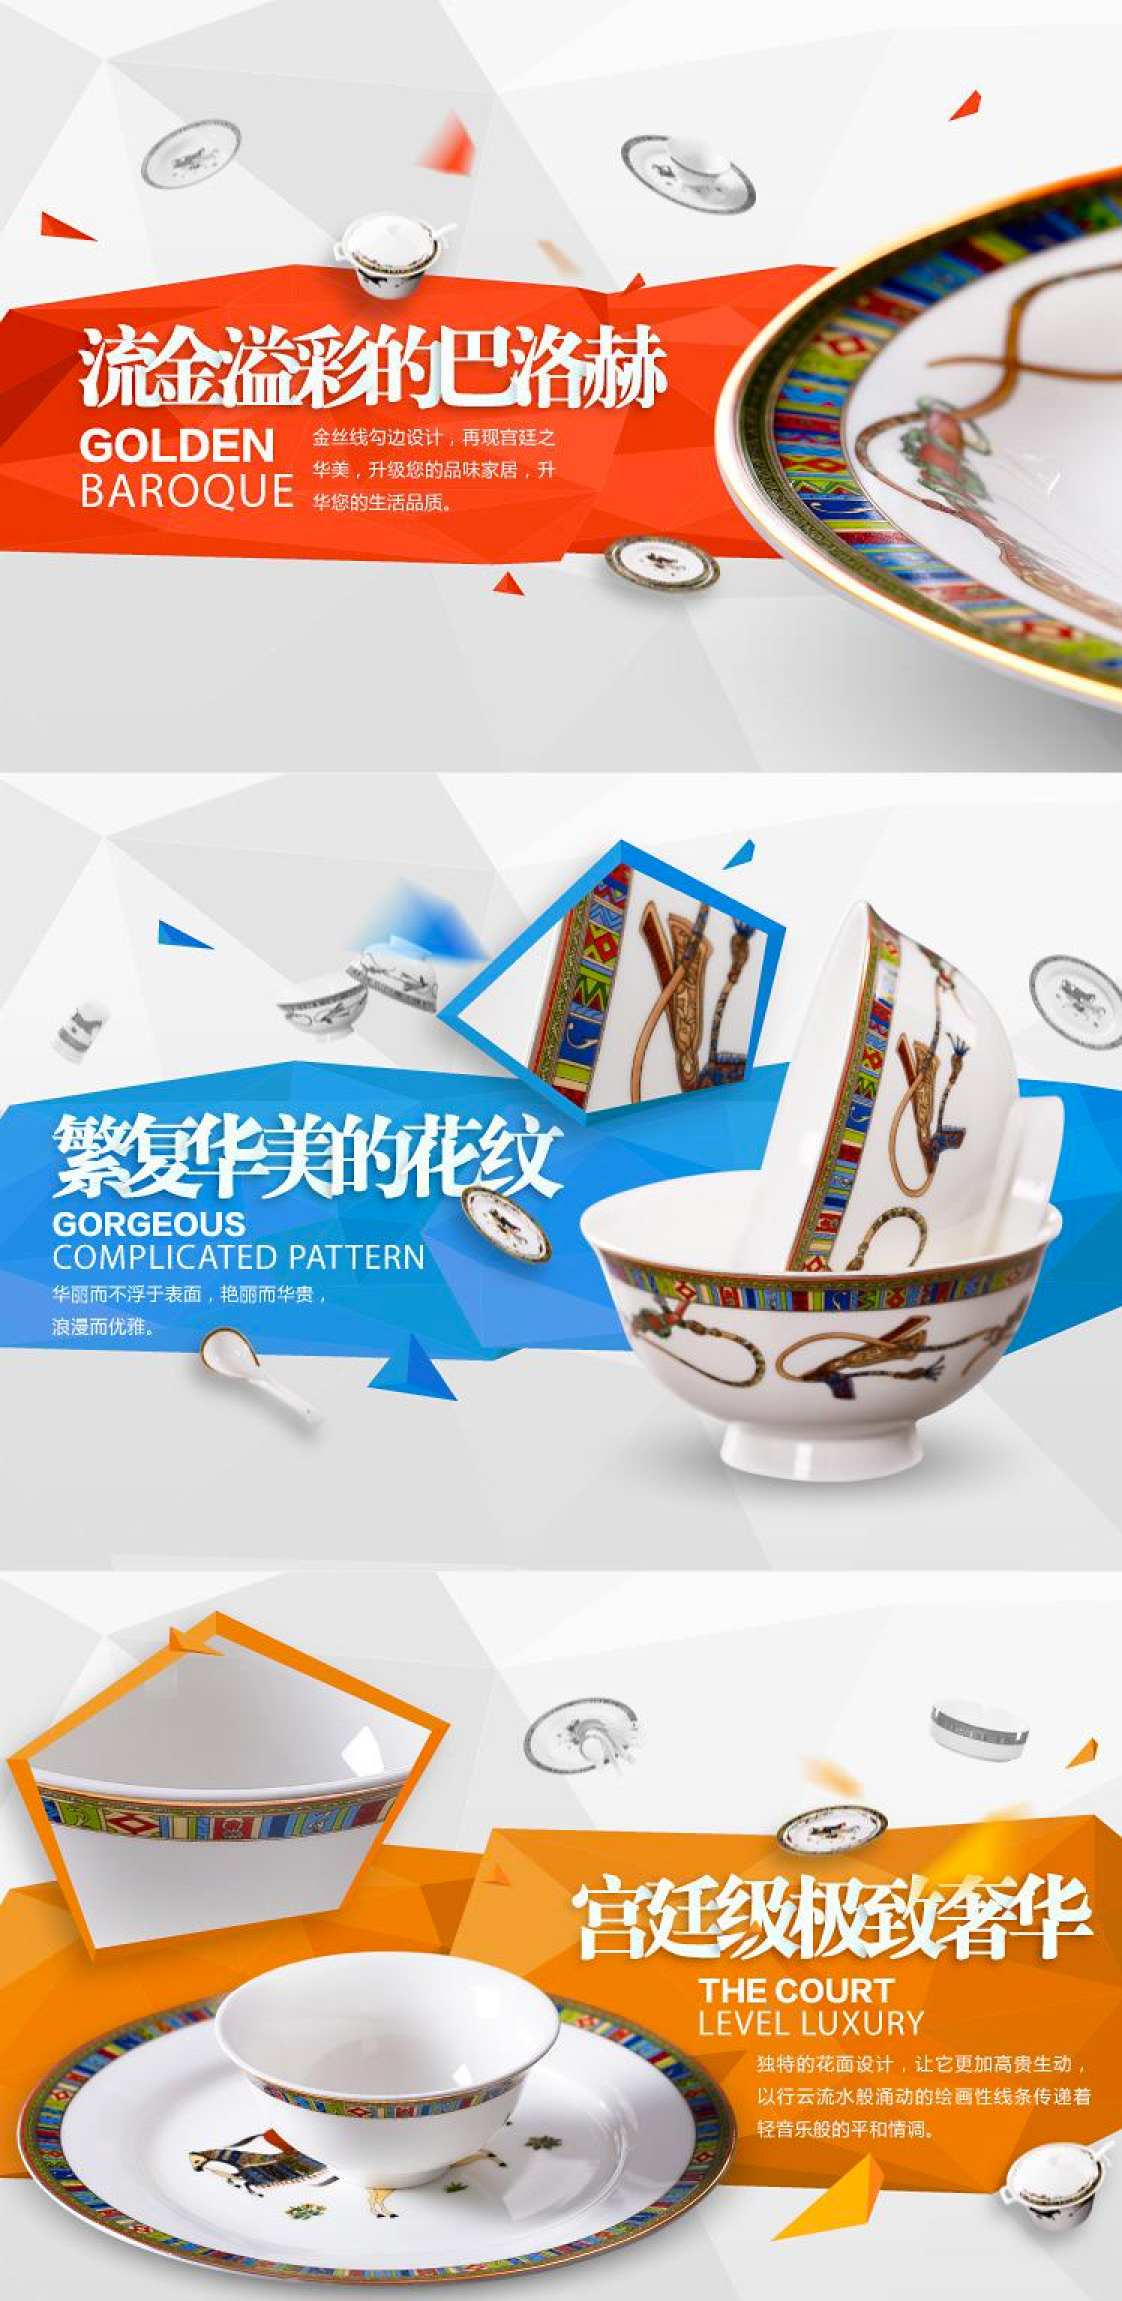 流金溢彩的巴洛赫
GOLDEN
BAROQUE
金丝线勾边设计，再现宫廷之
华美，升级您的品味家居，升
华您的生活品质。
繁复华美的花纹
GORGEOUS
COMPLICATED PATTERN
华丽而不浮于表面，艳丽而华贵，
浪漫而优雅。
宫廷级极致奢华
THE COURT
LEVEL LUXURY
独特的花面设计，让它更加高贵生动，
以行云流水般涌动的绘画性线条传递着
轻音乐般的平和情调。